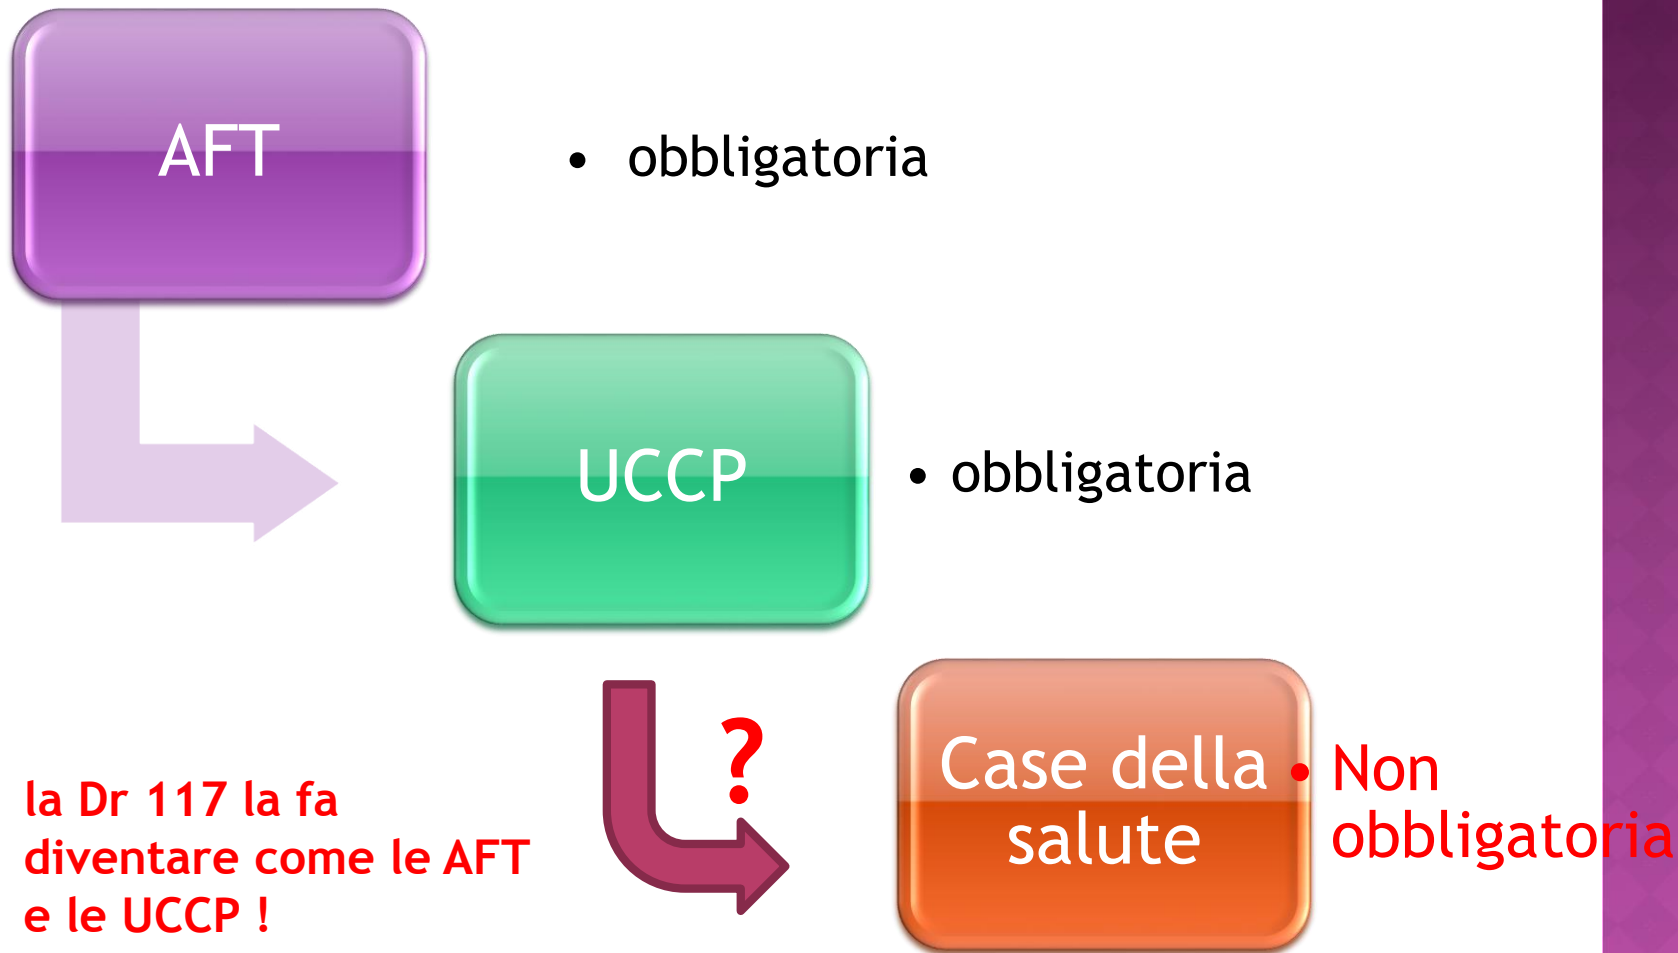 AFT
• obbligatoria
UCCP
• obbligatoria
?
Case della
salute
• Non
obbligatoria
la Dr 117 la fa
diventare come le AFT
e le UCCP !